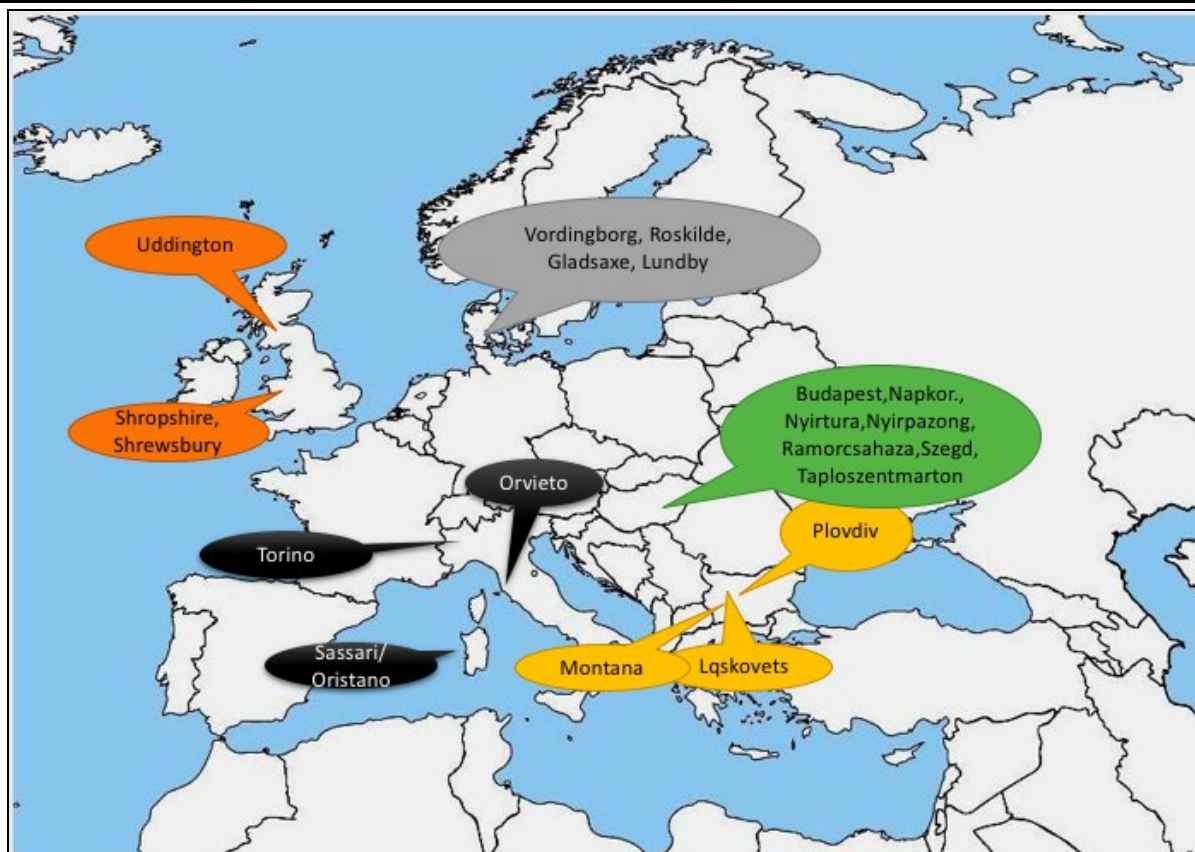 Uddington
Vordingborg, Roskilde,
Gladsaxe, Lundby
Shropshire,
Shrewsbury
Budapest,Napkor.,
Nyirtura,Nyirpazong,
Ramorcsahaza,Szegd,
Taploszentmarton
Orvieto
Plovdiv
Torino
Sassari/
Oristano
Montana
Lqskovets